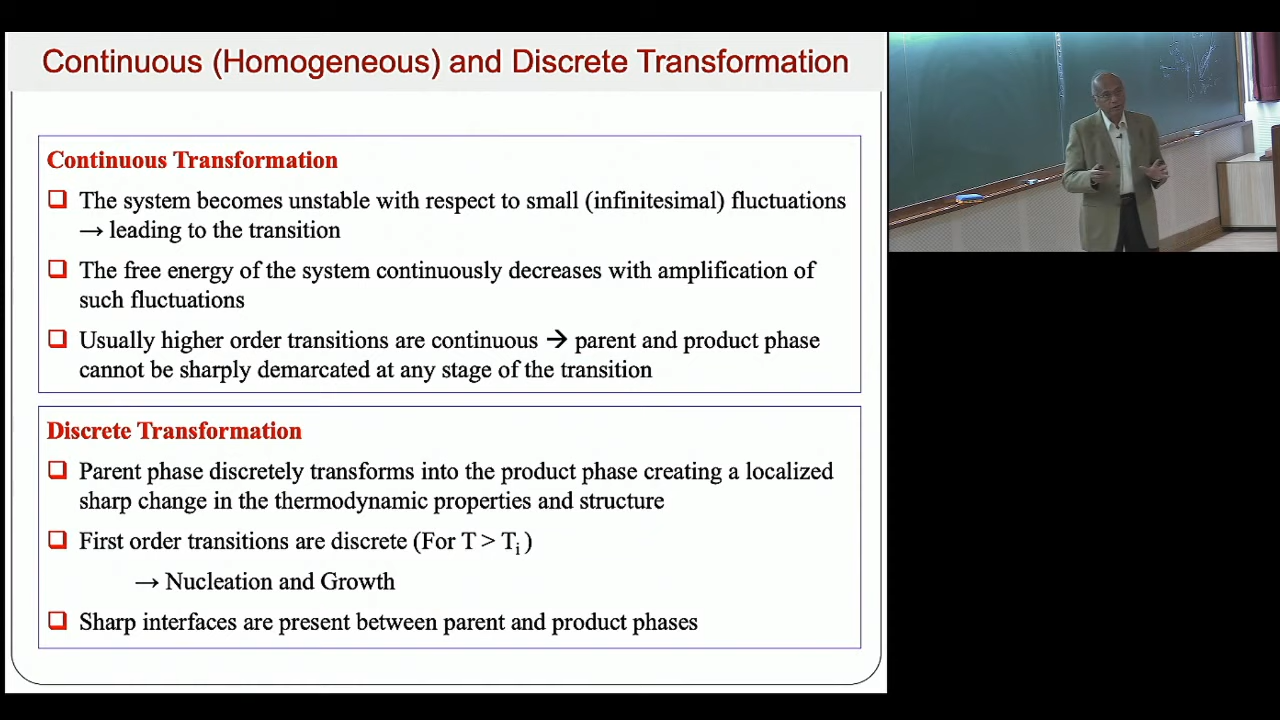 Continuous (Homogeneous) and Discrete Transformation
Continuous Transformation
❑ The system becomes unstable with respect to small (infinitesimal) fluctuations
→ leading to the transition
❑ The free energy of the system continuously decreases with amplification of
such fluctuations
❑ Usually higher order transitions are continuous → parent and product phase
cannot be sharply demarcated at any stage of the transition
Discrete Transformation
❑ Parent phase discretely transforms into the product phase creating a localized
sharp change in the thermodynamic properties and structure
❑ First order transitions are discrete (For T > Tᵢ )
→ Nucleation and Growth
❑ Sharp interfaces are present between parent and product phases